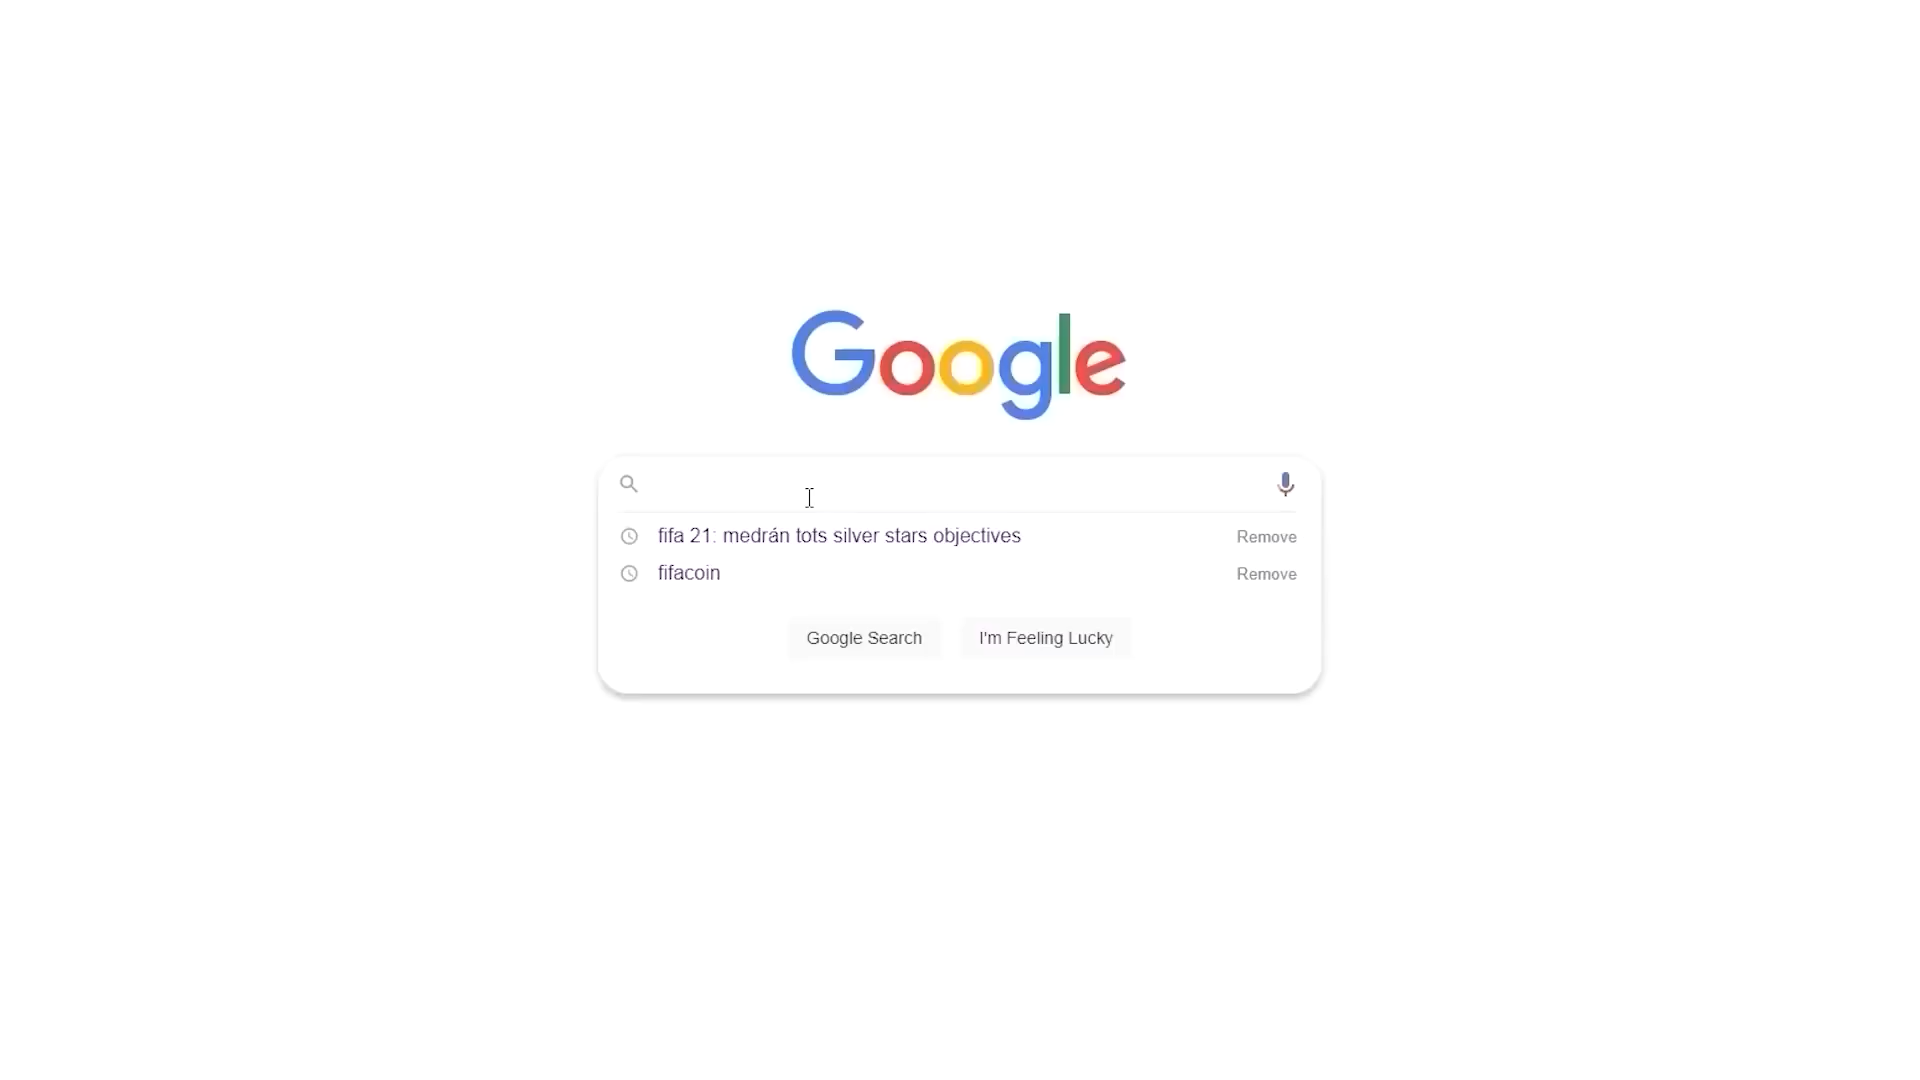 Google
fifa 21: medrán tots silver stars objectives Remove
fifacoin Remove
Google Search I'm Feeling Lucky